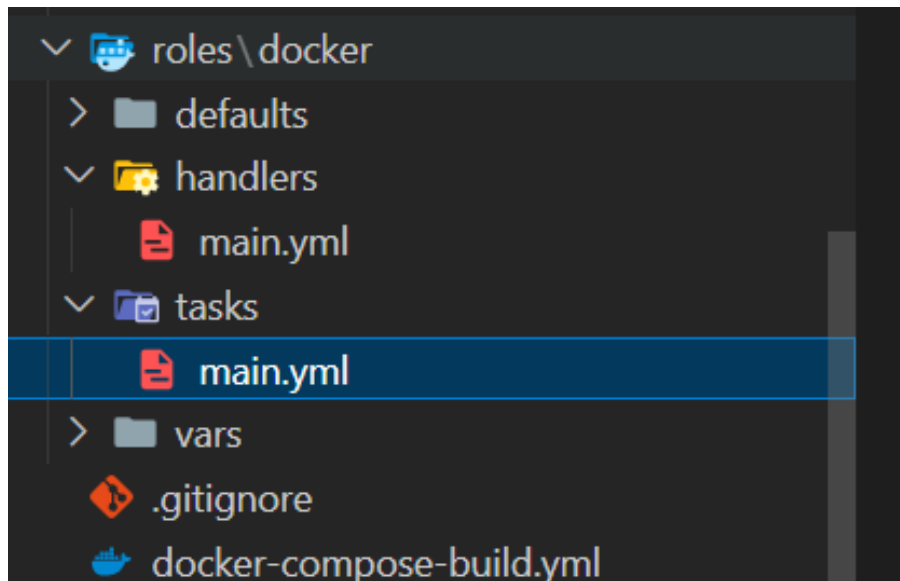 roles\docker
defaults
handlers
main.yml
tasks
main.yml
vars
.gitignore
docker-compose-build.yml